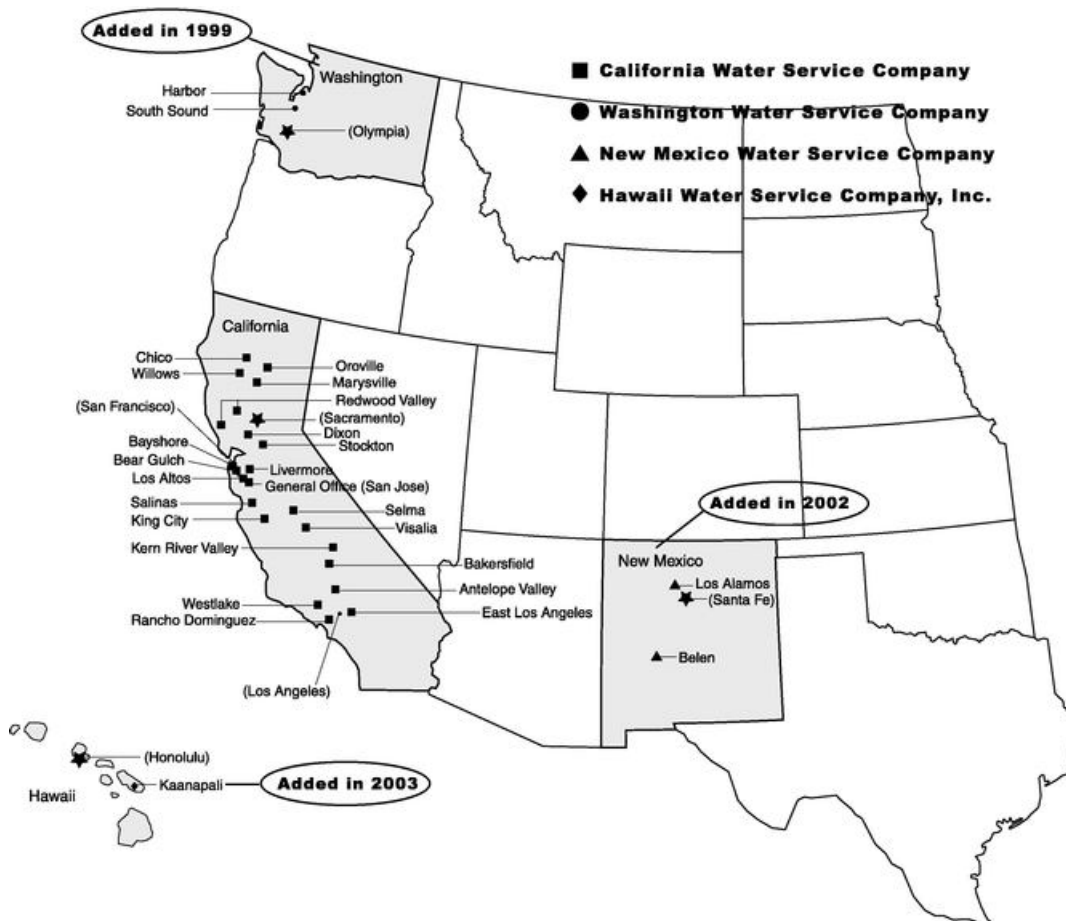 Added in 1999
Washington
Harbor
South Sound
(Olympia)
California Water Service Company
Washington Water Service Company
New Mexico Water Service Company
Hawaii Water Service Company, Inc.
California
Chico
Oroville
Willows
Marysville
Redwood Valley
(San Francisco)
(Sacramento)
Dixon
Bayshore
Stockton
Bear Gulch
Livermore
Los Altos
General Office (San Jose)
Salinas
Selma
King City
Visalia
Kern River Valley
Bakersfield
Antelope Valley
Westlake
East Los Angeles
Rancho Dominguez
(Los Angeles)
Added in 2002
New Mexico
Los Alamos
(Santa Fe)
Belen
(Honolulu)
Kaanapali
Added in 2003
Hawaii